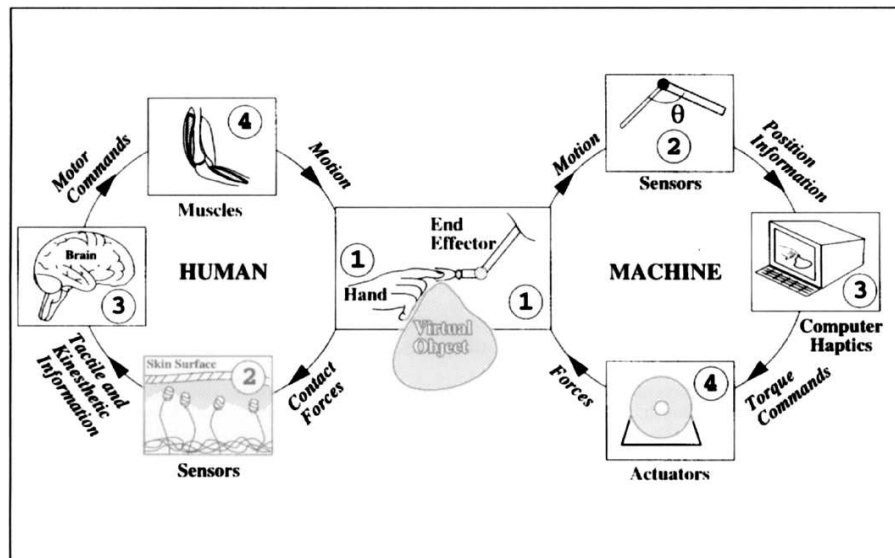 4
Muscles
Motor
Commands
Motion
Brain
3
HUMAN
Tactile and
Kinesthetic
Information
Skin Surface
2
Sensors
Contact
Forces
1
Hand
End
Effector
1
Virtual
Object
Motion
θ
2
Sensors
Position
Information
MACHINE
3
Computer
Haptics
Forces
4
Actuators
Torque
Commands